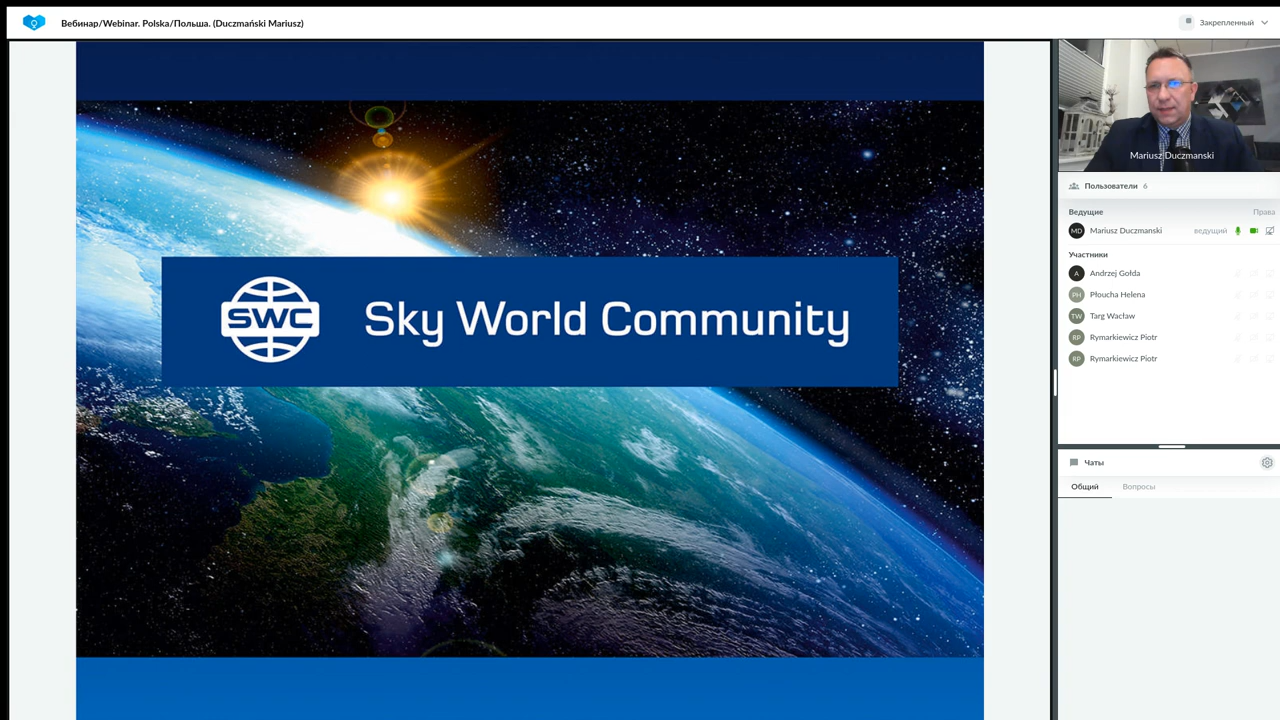 Вебинар/Webinar. Polska/Польша. (Duczmański Mariusz)
Закрепленный
SWC
Sky World Community
Mariusz Duczmanski
Пользователи 6
Ведущие Права
MD Mariusz Duczmanski ведущий
Участники
A Andrzej Gołda
PH Płoucha Helena
TW Targ Wacław
RP Rymarkiewicz Piotr
RP Rymarkiewicz Piotr
Чаты
Общий Вопросы